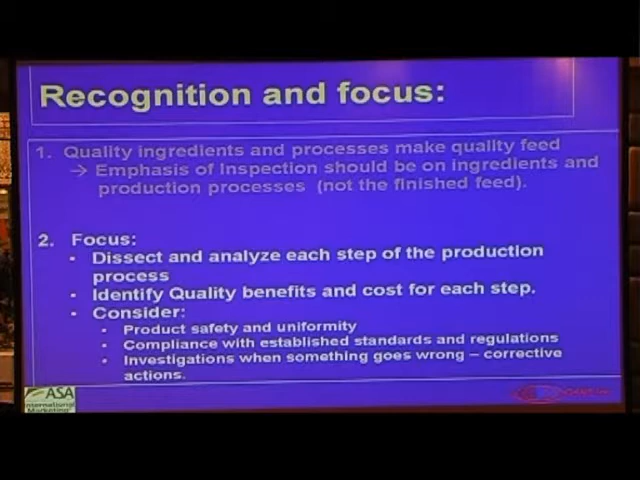 Recognition and focus:
1. Quality ingredients and processes make quality feed
→ Emphasis of Inspection should be on ingredients and
production processes (not the finished feed).
2. Focus:
• Dissect and analyze each step of the production
process
• Identify Quality benefits and cost for each step.
• Consider:
• Product safety and uniformity
• Compliance with established standards and regulations
• Investigations when something goes wrong – corrective
actions.
ASA
International
Marketing